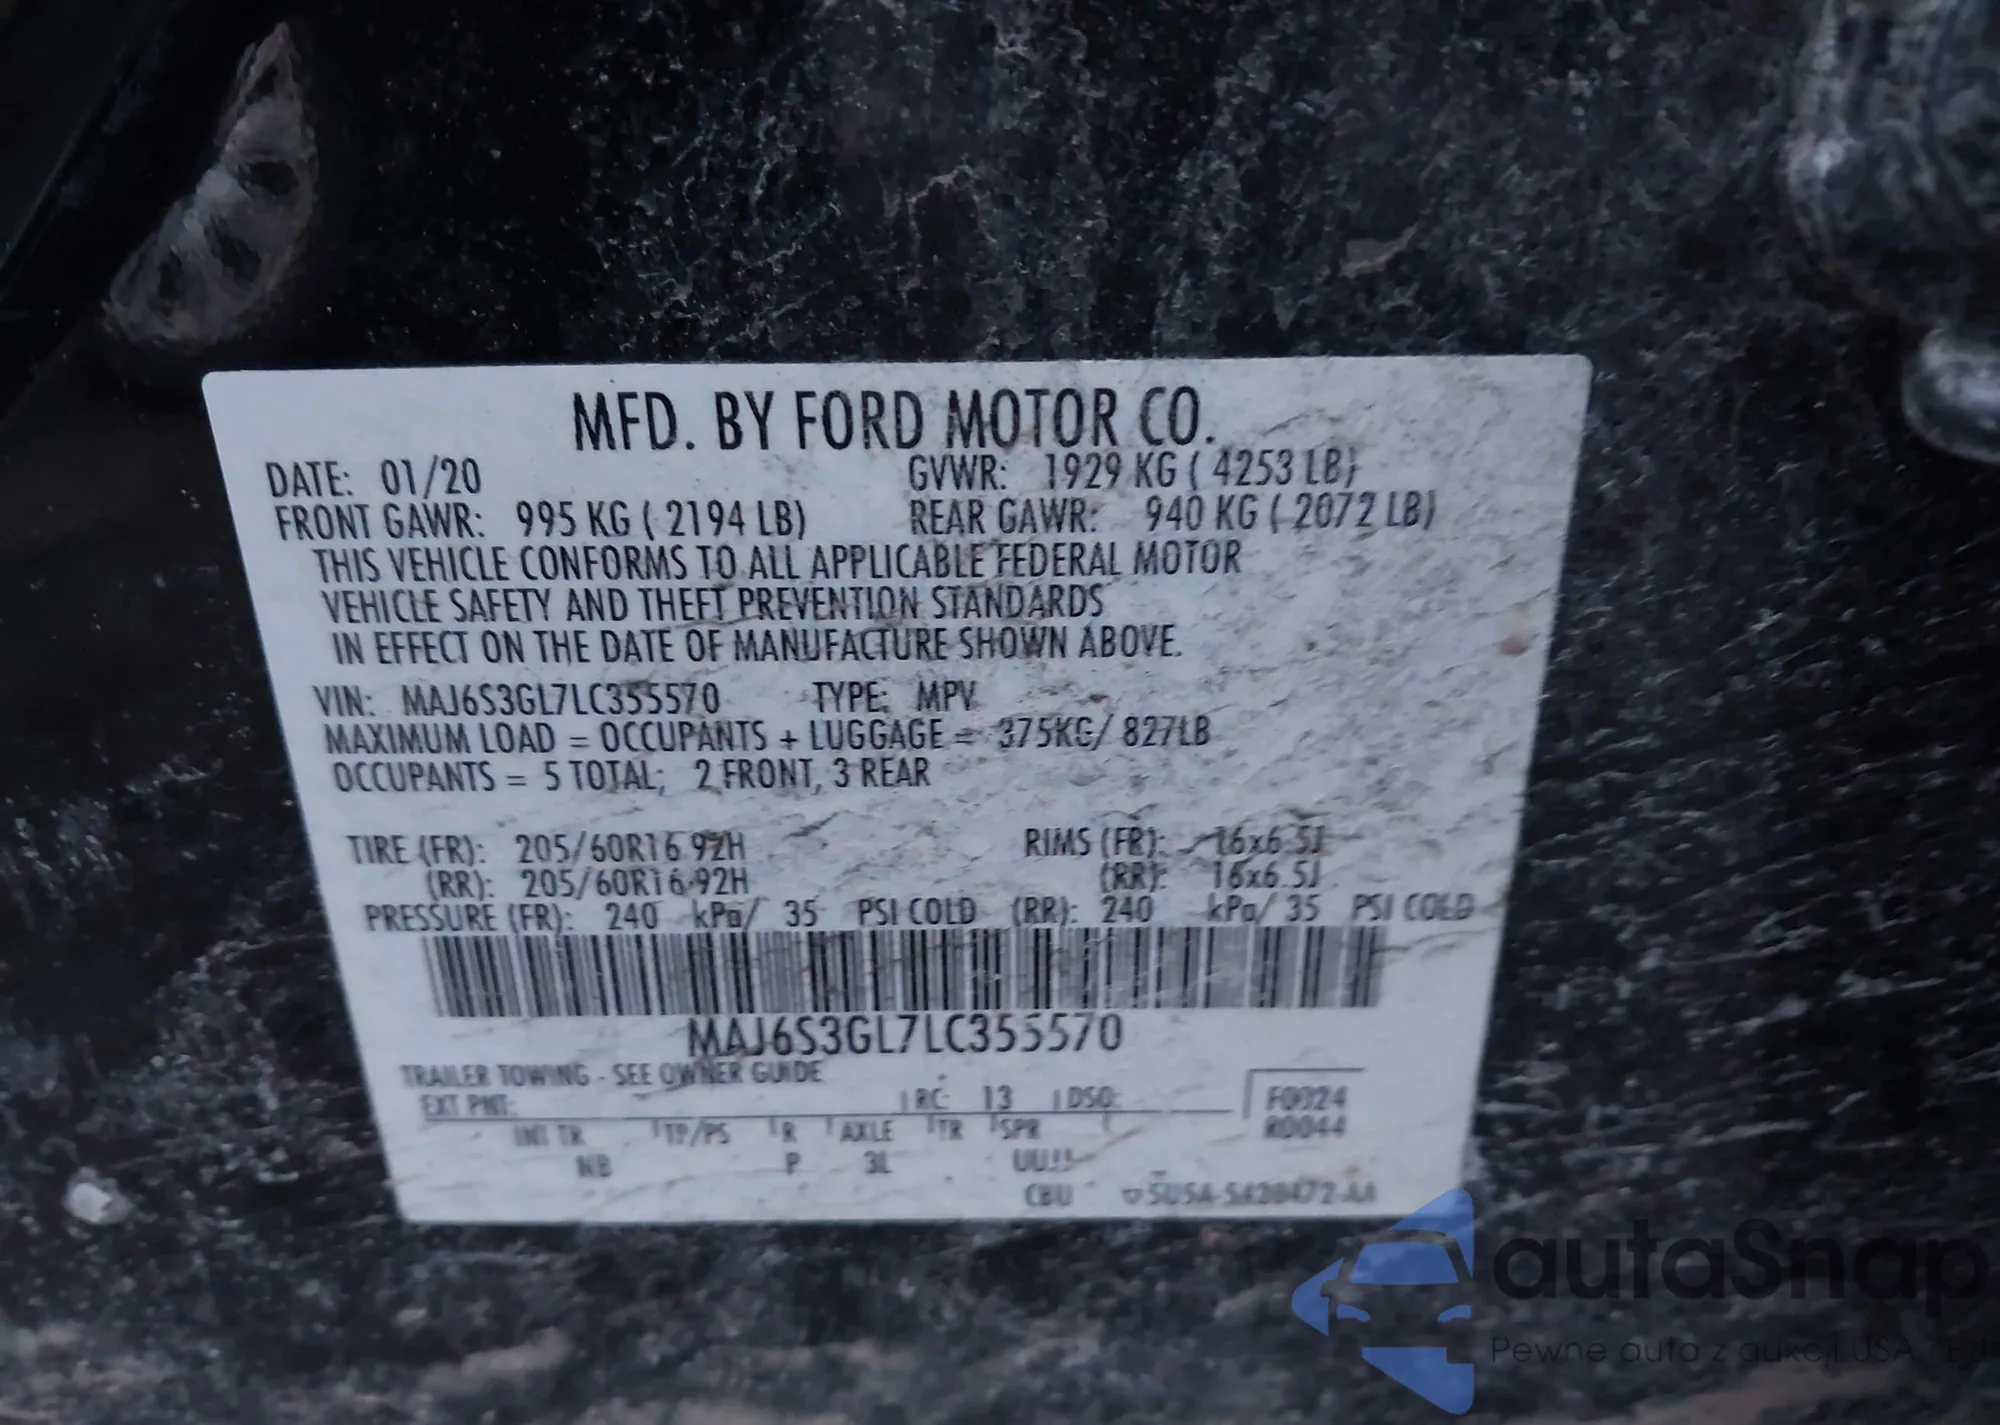 MFD. BY FORD MOTOR CO.
DATE: 01/20 GVWR: 1929 KG ( 4253 LB)
FRONT GAWR: 995 KG ( 2194 LB) REAR GAWR: 940 KG ( 2072 LB)
THIS VEHICLE CONFORMS TO ALL APPLICABLE FEDERAL MOTOR
VEHICLE SAFETY AND THEFT PREVENTION STANDARDS
IN EFFECT ON THE DATE OF MANUFACTURE SHOWN ABOVE.
VIN: MAJ6S3GL7LC355570 TYPE: MPV
MAXIMUM LOAD = OCCUPANTS + LUGGAGE = 375KG/ 827LB
OCCUPANTS = 5 TOTAL; 2 FRONT, 3 REAR
TIRE (FR): 205/60R16 92H RIMS (FR): 16x6.5J
(RR): 205/60R16 92H (RR): 16x6.5J
PRESSURE (FR): 240 kPa/ 35 PSI COLD (RR): 240 kPa/ 35 PSI COLD
MAJ6S3GL7LC355570
TRAILER TOWING - SEE OWNER GUIDE
EXT PNT: RC: 13 DSO: F0024
INT TR TP/PS R AXLE TR SPR R0044
NB P 3L
CBU
autaSnap
Pewne auta z aukcji USA